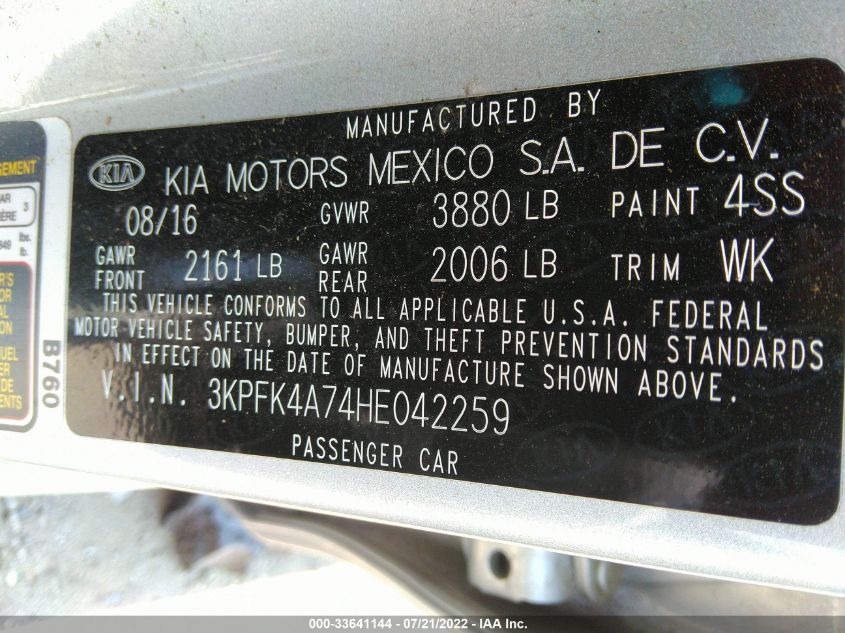 MANUFACTURED BY
KIA KIA MOTORS MEXICO S.A. DE C.V.
08/16 GVWR 3880 LB PAINT 4SS
GAWR FRONT 2161 LB GAWR REAR 2006 LB TRIM WK
THIS VEHICLE CONFORMS TO ALL APPLICABLE U.S.A. FEDERAL
MOTOR VEHICLE SAFETY, BUMPER, AND THEFT PREVENTION STANDARDS
IN EFFECT ON THE DATE OF MANUFACTURE SHOWN ABOVE.
V.I.N. 3KPFK4A74HE042259
PASSENGER CAR
B760
3
lbs.
000-33641144 - 07/21/2022 - IAA Inc.